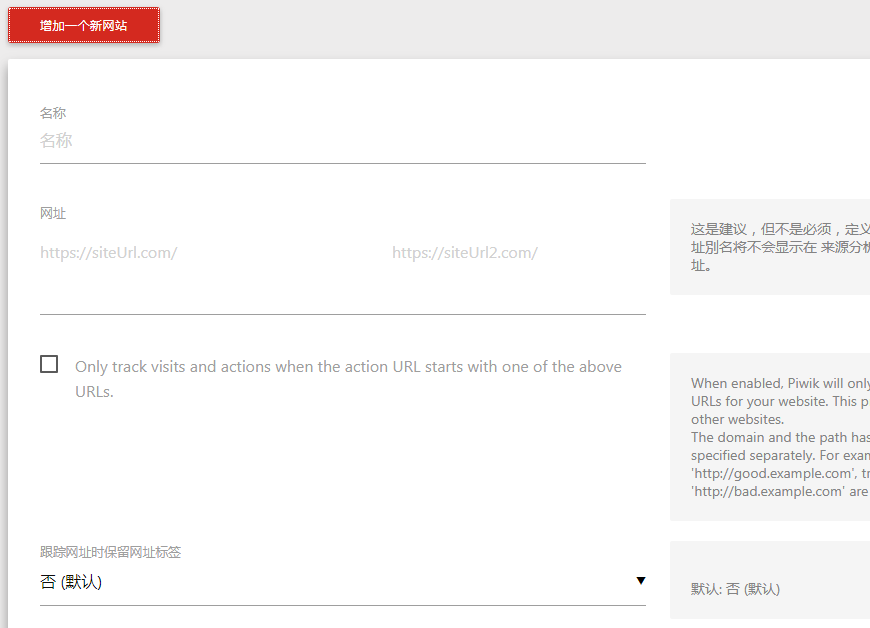 增加一个新网站
名称
名称
网址
https://siteUrl.com/ https://siteUrl2.com/
这是建议，但不是必须，定义
址别名将不会显示在 来源分析
址。
Only track visits and actions when the action URL starts with one of the above
URLs.
When enabled, Piwik will only
URLs for your website. This p
other websites.
The domain and the path has
specified separately. For exam
'http://good.example.com', tr
'http://bad.example.com' are
跟踪网址时保留网址标签
否 (默认)
默认: 否 (默认)